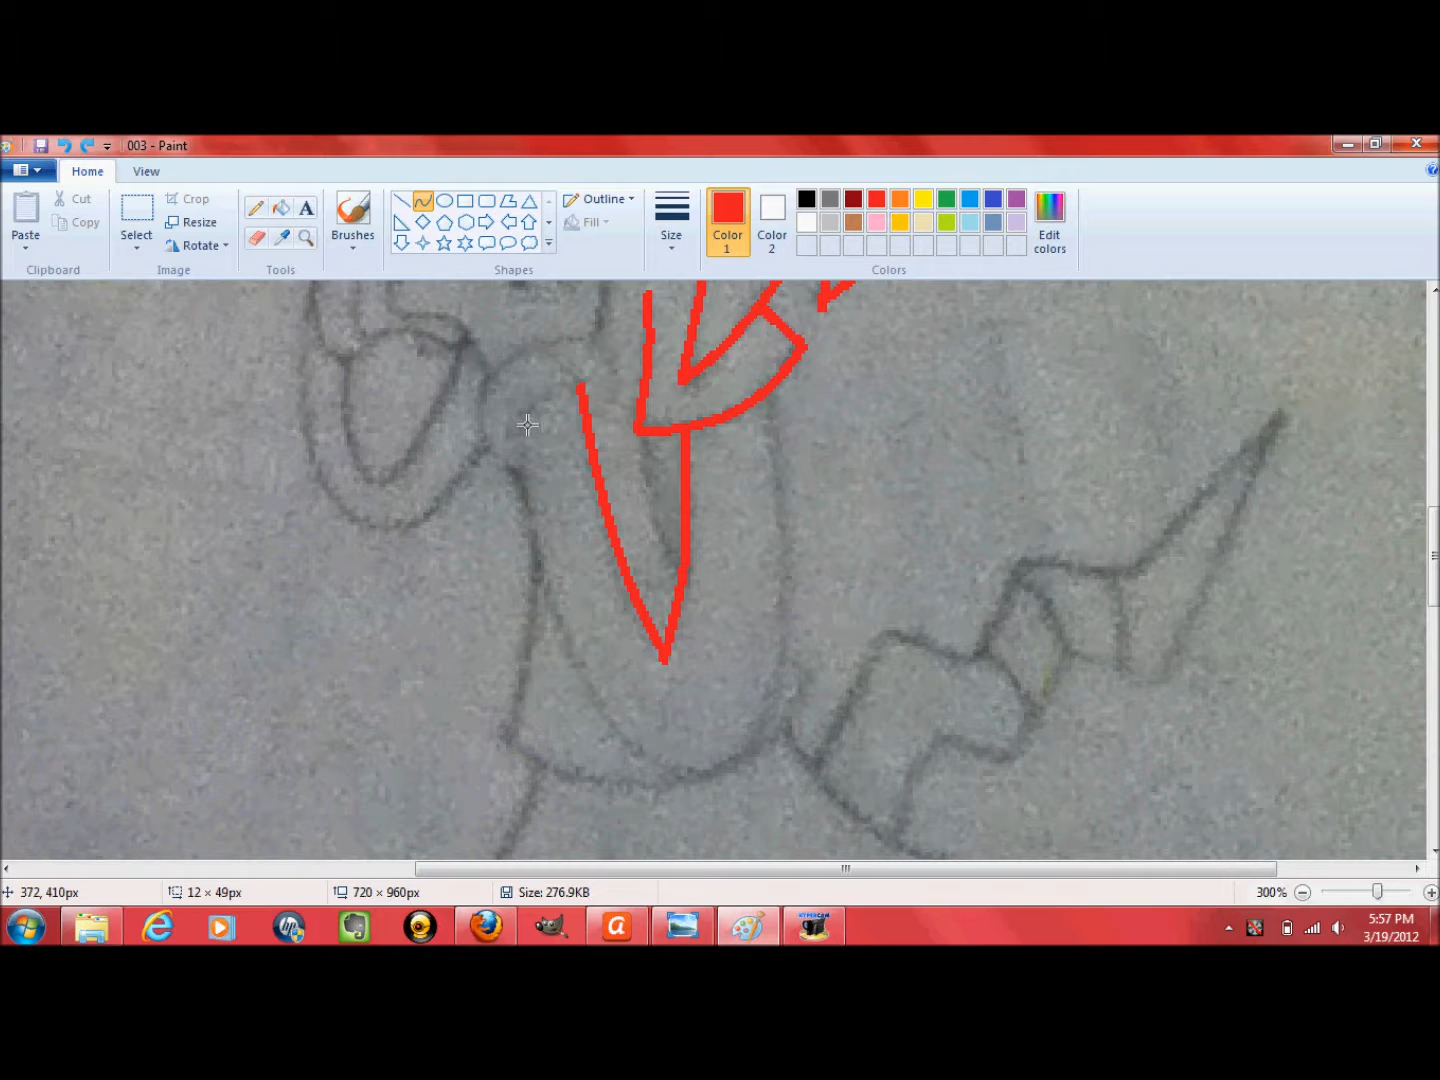 003 - Paint
Home View
Cut
Copy
Paste
Clipboard
Select
Crop
Resize
Rotate
Image
A
Tools
Brushes
Outline
Fill
Shapes
Size
Color 1
Color 2
Edit colors
Colors
372, 410px
12 × 49px
720 × 960px
Size: 276.9KB
300%
hp
a
HYPERCAM
5:57 PM
3/19/2012